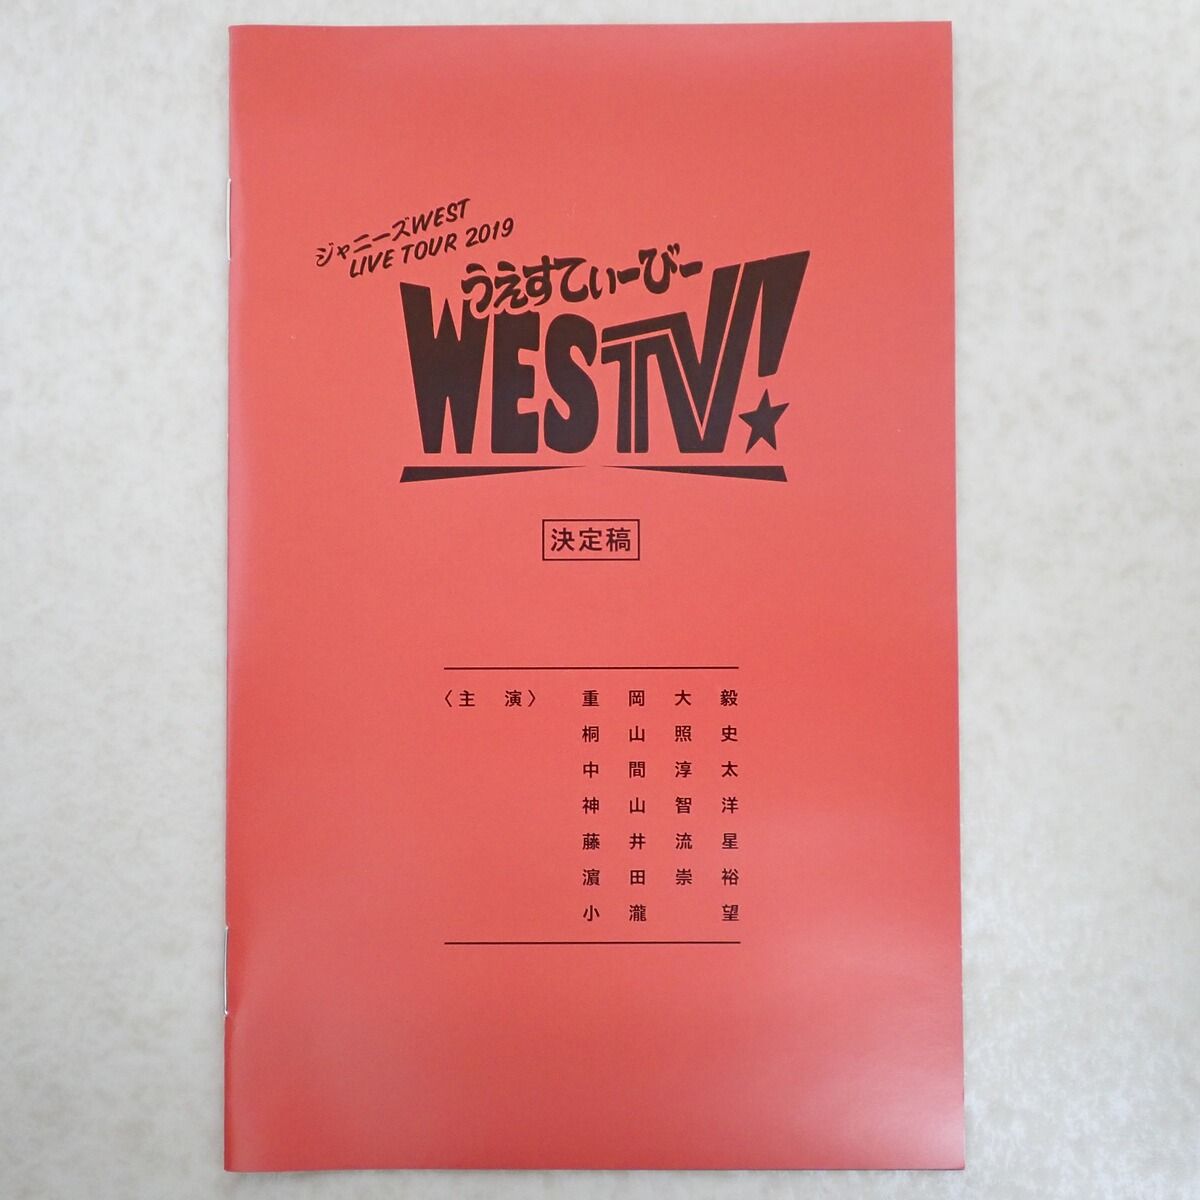 ジャニーズWEST
LIVE TOUR 2019
うえすてぃーびー
WESTV!
決定稿
〈主　演〉　重岡大毅
桐山照史
中間淳太
神山智洋
藤井流星
濵田崇裕
小瀧　望